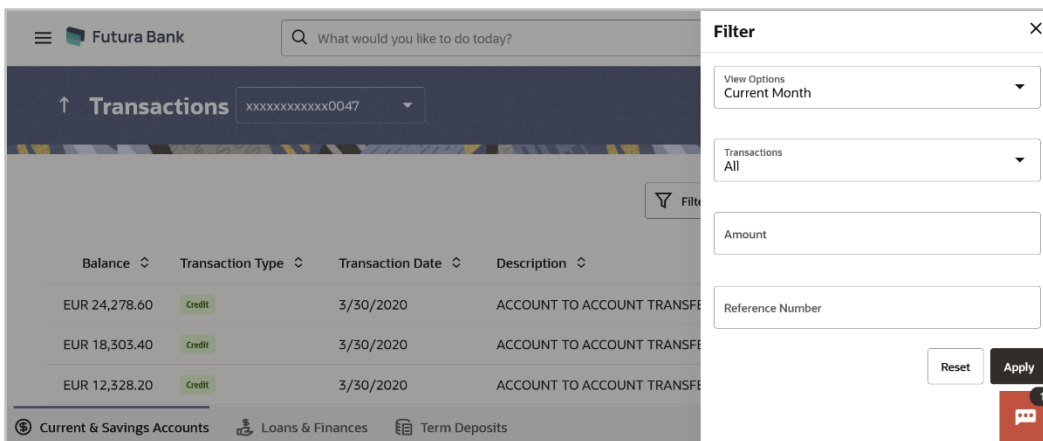 Futura Bank
What would you like to do today?
Transactions xxxxxxxxxxxx0047
Balance Transaction Type Transaction Date Description
EUR 24,278.60 Credit 3/30/2020 ACCOUNT TO ACCOUNT TRANSFE
EUR 18,303.40 Credit 3/30/2020 ACCOUNT TO ACCOUNT TRANSFE
EUR 12,328.20 Credit 3/30/2020 ACCOUNT TO ACCOUNT TRANSFE
Current & Savings Accounts Loans & Finances Term Deposits
Filter
View Options
Current Month
Transactions
All
Amount
Reference Number
Reset Apply